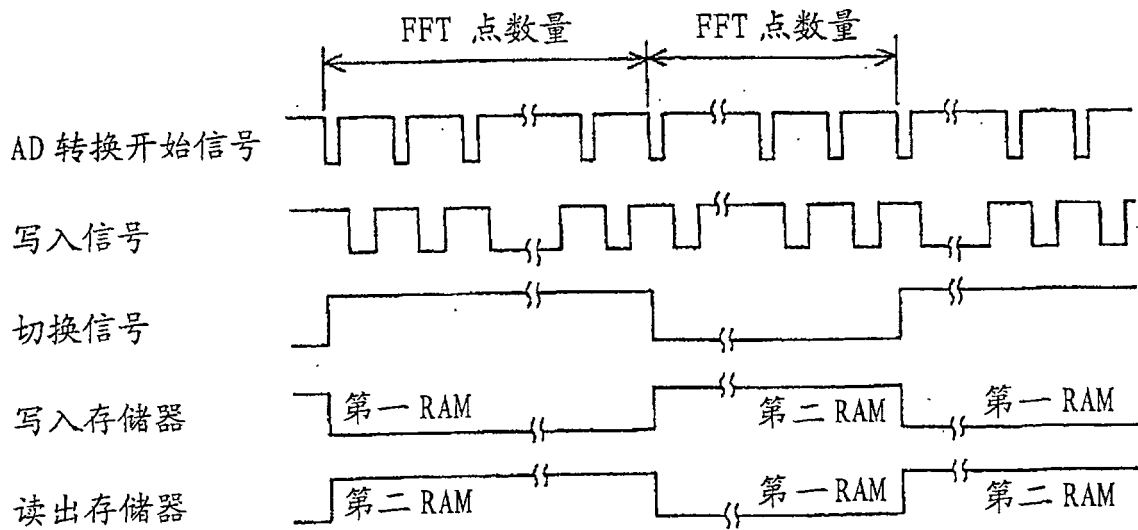 FFT 点数量 FFT 点数量
AD 转换开始信号
写入信号
切换信号
写入存储器 第一 RAM 第二 RAM 第一 RAM
读出存储器 第二 RAM 第一 RAM 第二 RAM